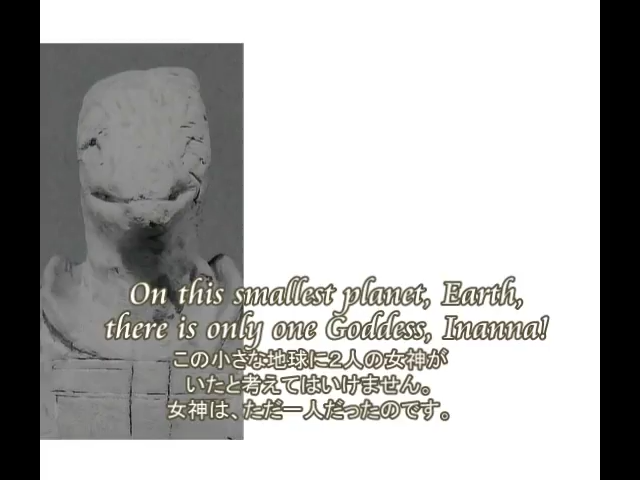 On this smallest planet, Earth,
there is only one Goddess, Inanna!
この小さな地球に２人の女神が
いたと考えてはいけません。
女神は、ただ一人だったのです。